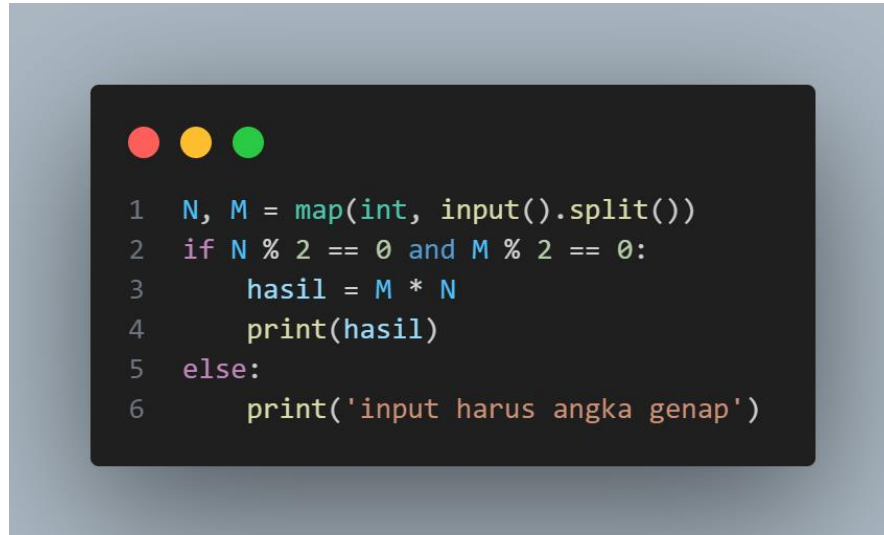 1 N, M = map(int, input().split())
2 if N % 2 == 0 and M % 2 == 0:
3     hasil = M * N
4     print(hasil)
5 else:
6     print('input harus angka genap')